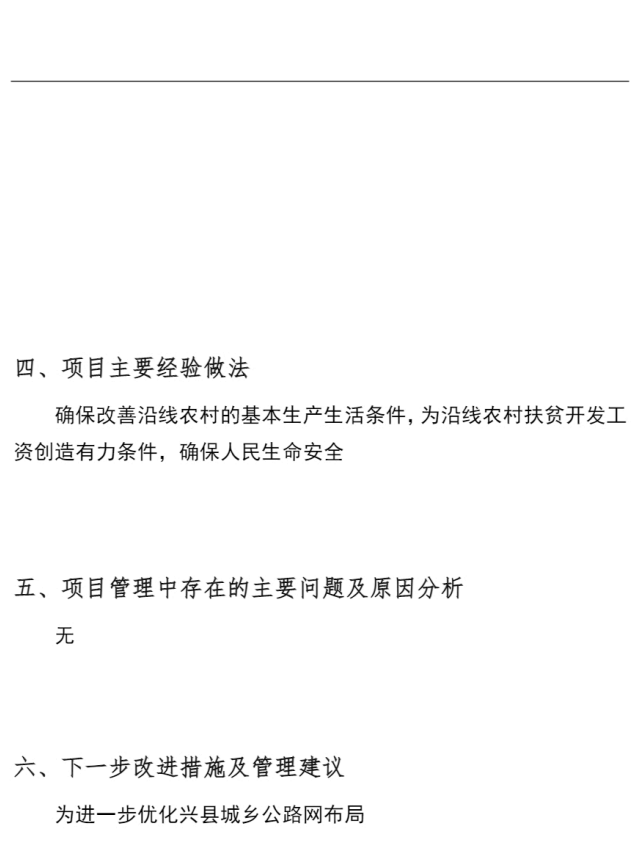 四、项目主要经验做法
确保改善沿线农村的基本生产生活条件，为沿线农村扶贫开发工
资创造有力条件，确保人民生命安全
五、项目管理中存在的主要问题及原因分析
无
六、下一步改进措施及管理建议
为进一步优化兴县城乡公路网布局